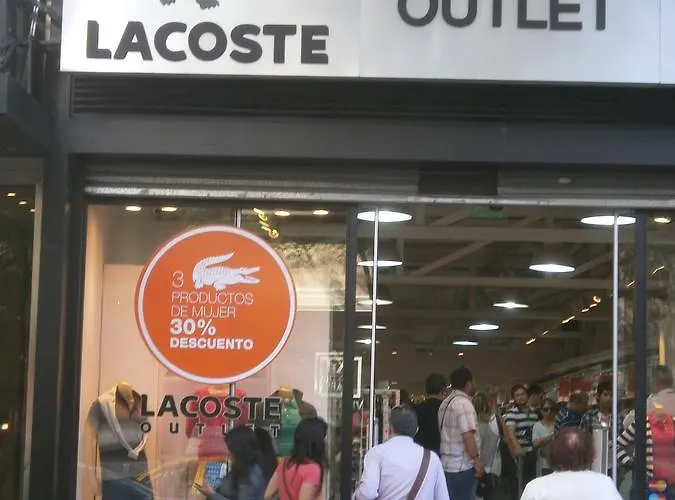 LACOSTE
OUTLET
3
PRODUCTOS
DE MUJER
30%
DESCUENTO
LACOSTE
OUTLET